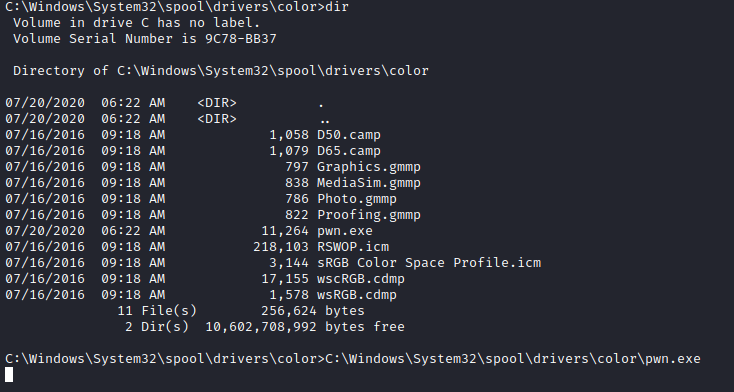 C:\Windows\System32\spool\drivers\color>dir
 Volume in drive C has no label.
 Volume Serial Number is 9C78-BB37

 Directory of C:\Windows\System32\spool\drivers\color

07/20/2020  06:22 AM    <DIR>          .
07/20/2020  06:22 AM    <DIR>          ..
07/16/2016  09:18 AM             1,058 D50.camp
07/16/2016  09:18 AM             1,079 D65.camp
07/16/2016  09:18 AM               797 Graphics.gmmp
07/16/2016  09:18 AM               838 MediaSim.gmmp
07/16/2016  09:18 AM               786 Photo.gmmp
07/16/2016  09:18 AM               822 Proofing.gmmp
07/20/2020  06:22 AM            11,264 pwn.exe
07/16/2016  09:18 AM           218,103 RSWOP.icm
07/16/2016  09:18 AM             3,144 sRGB Color Space Profile.icm
07/16/2016  09:18 AM            17,155 wscRGB.cdmp
07/16/2016  09:18 AM             1,578 wsRGB.cdmp
              11 File(s)        256,624 bytes
               2 Dir(s)  10,602,708,992 bytes free

C:\Windows\System32\spool\drivers\color>C:\Windows\System32\spool\drivers\color\pwn.exe